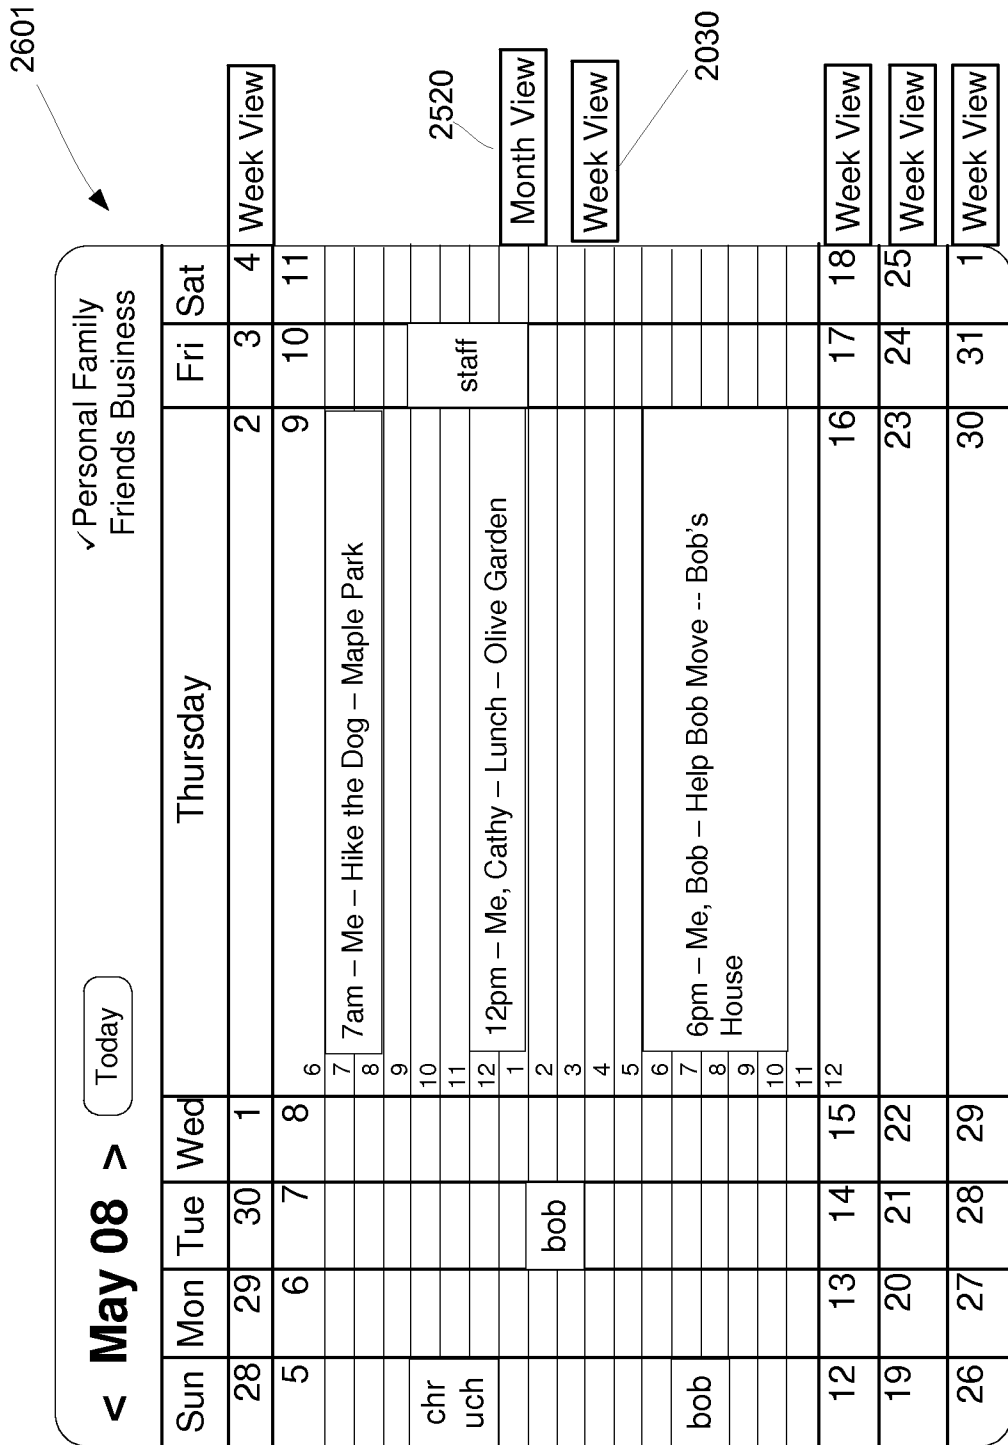 2601
< May 08 > Today
✓Personal Family
Friends Business
Sun Mon Tue Wed Thursday Fri Sat
28 29 30 1 2 3 4 Week View
5 6 7 8 9 10 11
6
7
7am – Me – Hike the Dog – Maple Park
8
9
10
chr
uch
staff
11
12
12pm – Me, Cathy – Lunch – Olive Garden
1
Month View
2520
2
bob
3
Week View
2030
4
5
6
7
bob
6pm – Me, Bob – Help Bob Move -- Bob's
House
8
9
10
11
12
12 13 14 15 16 17 18 Week View
19 20 21 22 23 24 25 Week View
26 27 28 29 30 31 1 Week View